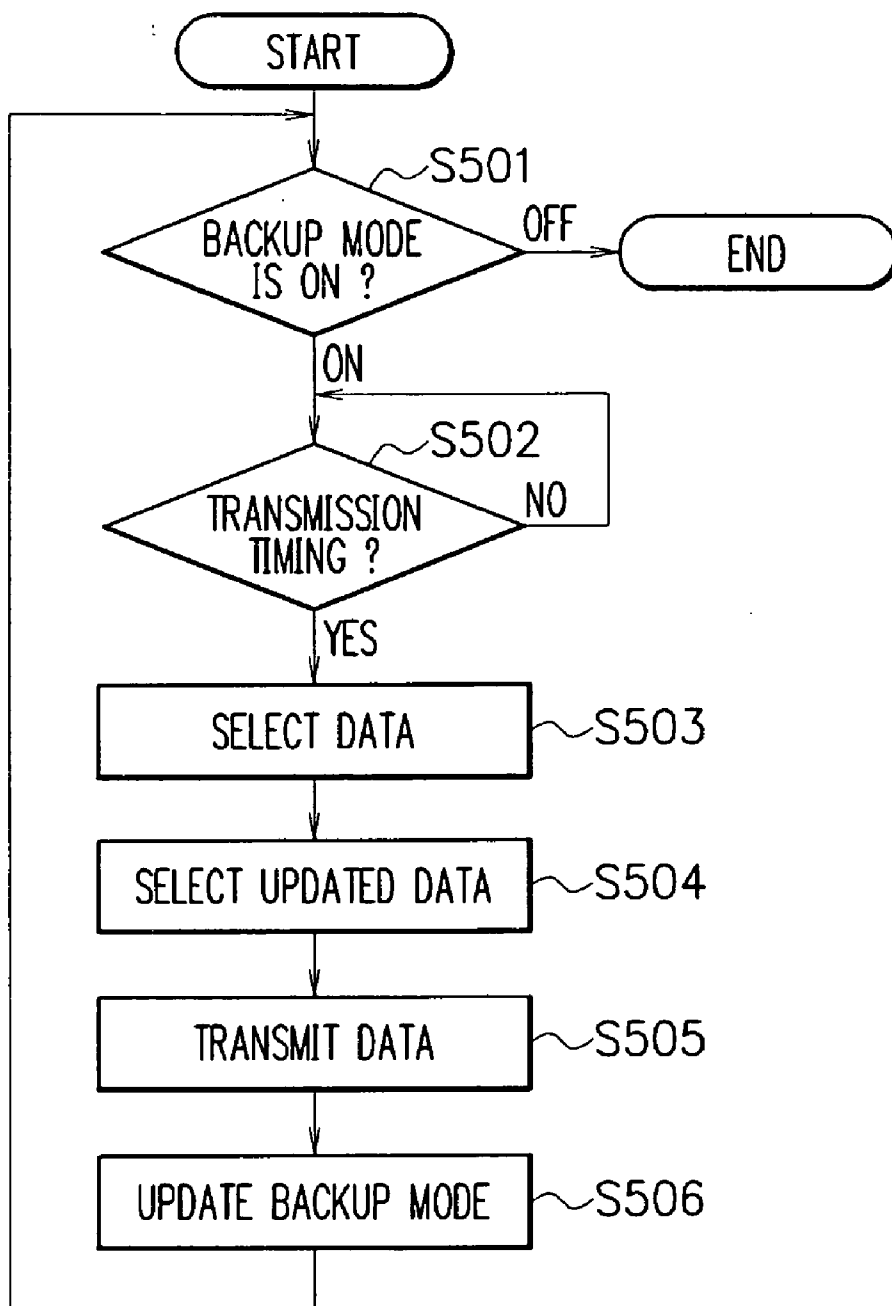 START
S501
BACKUP MODE
IS ON ?
OFF
END
ON
S502
TRANSMISSION
TIMING ?
NO
YES
SELECT DATA
S503
SELECT UPDATED DATA
S504
TRANSMIT DATA
S505
UPDATE BACKUP MODE
S506